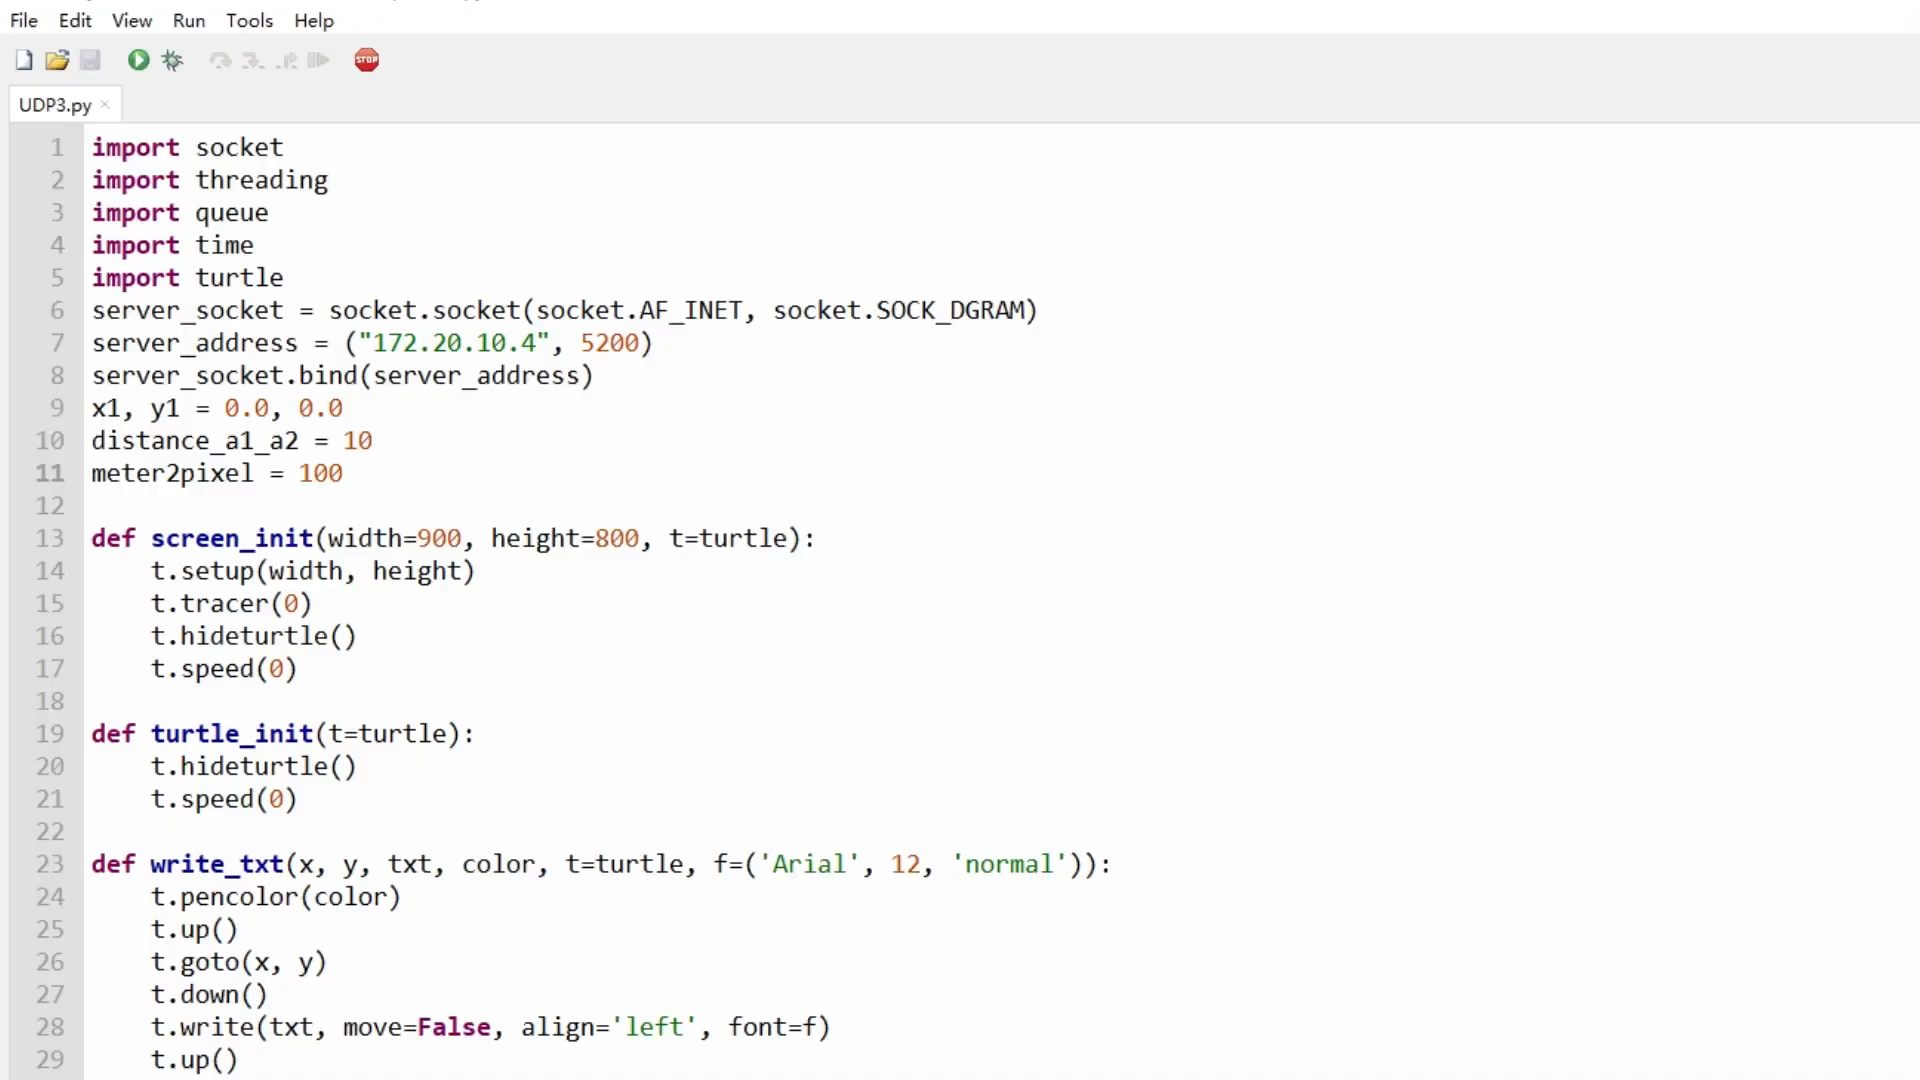 File Edit View Run Tools Help
STOP
UDP3.py ×
1 import socket
2 import threading
3 import queue
4 import time
5 import turtle
6 server_socket = socket.socket(socket.AF_INET, socket.SOCK_DGRAM)
7 server_address = ("172.20.10.4", 5200)
8 server_socket.bind(server_address)
9 x1, y1 = 0.0, 0.0
10 distance_a1_a2 = 10
11 meter2pixel = 100
12
13 def screen_init(width=900, height=800, t=turtle):
14     t.setup(width, height)
15     t.tracer(0)
16     t.hideturtle()
17     t.speed(0)
18
19 def turtle_init(t=turtle):
20     t.hideturtle()
21     t.speed(0)
22
23 def write_txt(x, y, txt, color, t=turtle, f=('Arial', 12, 'normal')):
24     t.pencolor(color)
25     t.up()
26     t.goto(x, y)
27     t.down()
28     t.write(txt, move=False, align='left', font=f)
29     t.up()